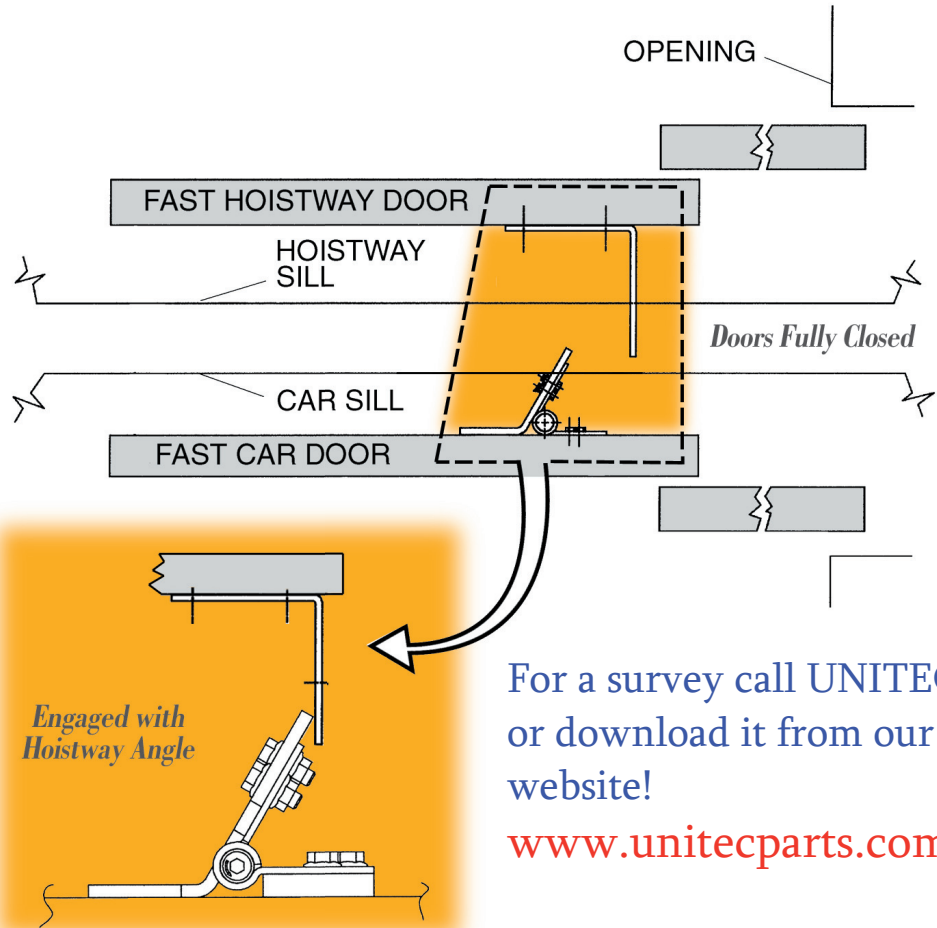 OPENING
FAST HOISTWAY DOOR
HOISTWAY
SILL
Doors Fully Closed
CAR SILL
FAST CAR DOOR
Engaged with
Hoistway Angle
For a survey call UNITEC
or download it from our
website!
www.unitecparts.com